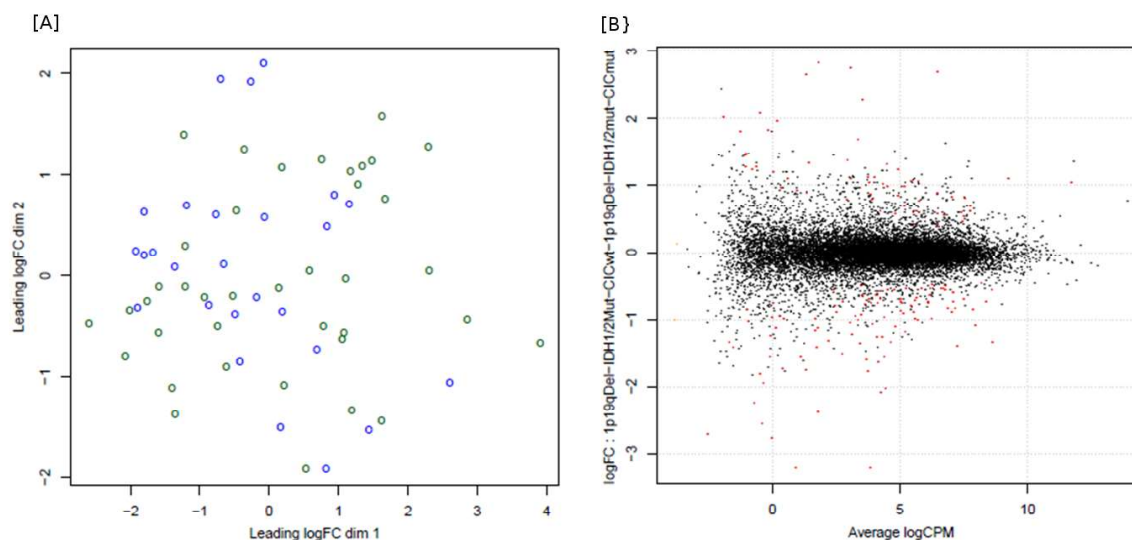 [A]
2
1
0
−1
−2
Leading logFC dim 2
−2 −1 0 1 2 3 4
Leading logFC dim 1
[B}
3
2
1
0
−1
−2
−3
logFC : 1p19qDel−IDH1/2Mut−CICwt−1p19qDel−IDH1/2mut−CICmut
0 5 10
Average logCPM